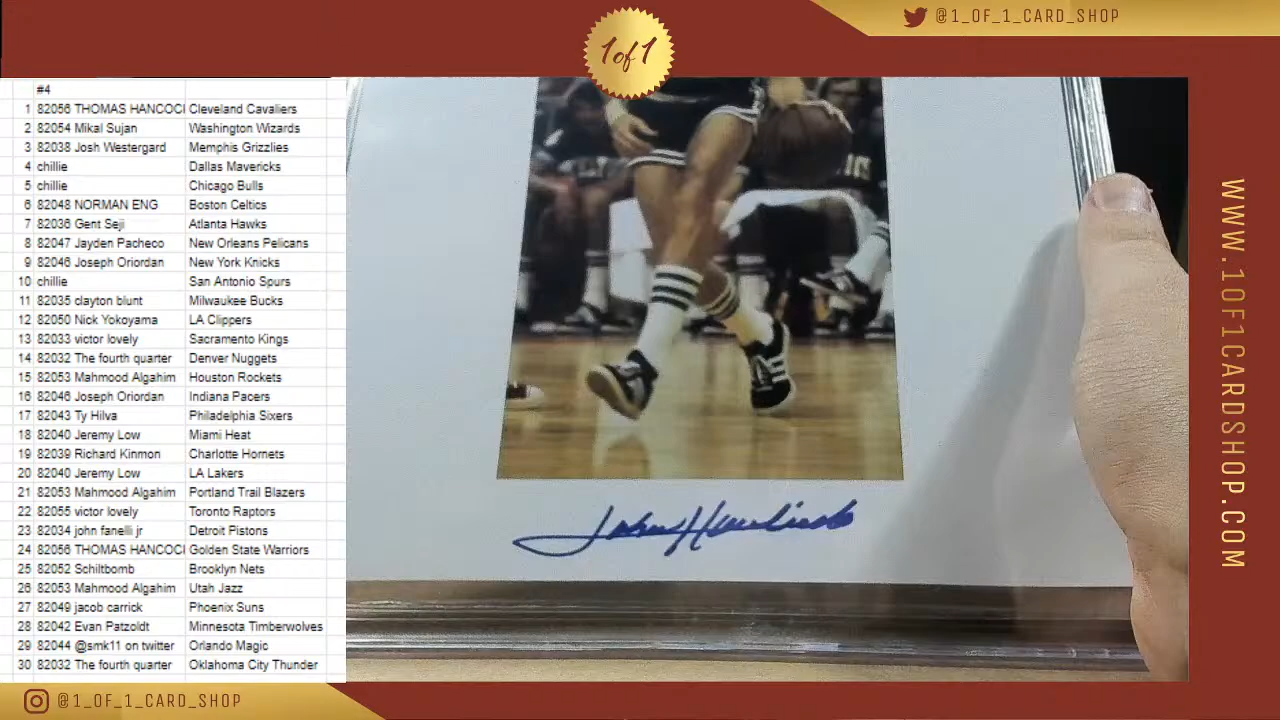 1of1
@1_OF_1_CARD_SHOP
#4
1 82056 THOMAS HANCOC Cleveland Cavaliers
2 82054 Mikal Sujan Washington Wizards
3 82038 Josh Westergard Memphis Grizzlies
4 chillie Dallas Mavericks
5 chillie Chicago Bulls
6 82048 NORMAN ENG Boston Celtics
7 82036 Gent Seji Atlanta Hawks
8 82047 Jayden Pacheco New Orleans Pelicans
9 82046 Joseph Oriordan New York Knicks
10 chillie San Antonio Spurs
11 82035 clayton blunt Milwaukee Bucks
12 82050 Nick Yokoyama LA Clippers
13 82033 victor lovely Sacramento Kings
14 82032 The fourth quarter Denver Nuggets
15 82053 Mahmood Algahim Houston Rockets
16 82046 Joseph Oriordan Indiana Pacers
17 82043 Ty Hilva Philadelphia Sixers
18 82040 Jeremy Low Miami Heat
19 82039 Richard Kinmon Charlotte Hornets
20 82040 Jeremy Low LA Lakers
21 82053 Mahmood Algahim Portland Trail Blazers
22 82055 victor lovely Toronto Raptors
23 82034 john fanelli jr Detroit Pistons
24 82056 THOMAS HANCOC Golden State Warriors
25 82052 Schiltbomb Brooklyn Nets
26 82053 Mahmood Algahim Utah Jazz
27 82049 jacob carrick Phoenix Suns
28 82042 Evan Patzoldt Minnesota Timberwolves
29 82044 @smk11 on twitter Orlando Magic
30 82032 The fourth quarter Oklahoma City Thunder
John Havlicek
WWW.1OF1CARDSHOP.COM
@1_OF_1_CARD_SHOP